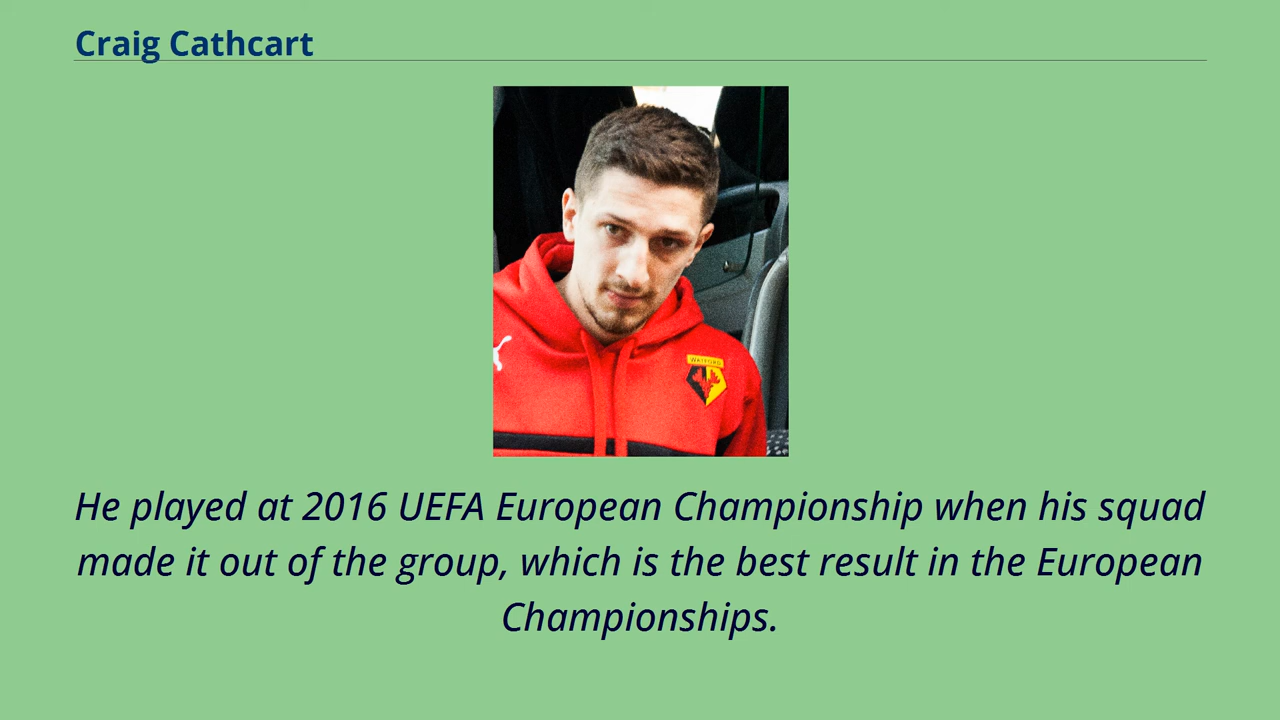 Craig Cathcart
WATFORD
He played at 2016 UEFA European Championship when his squad
made it out of the group, which is the best result in the European
Championships.